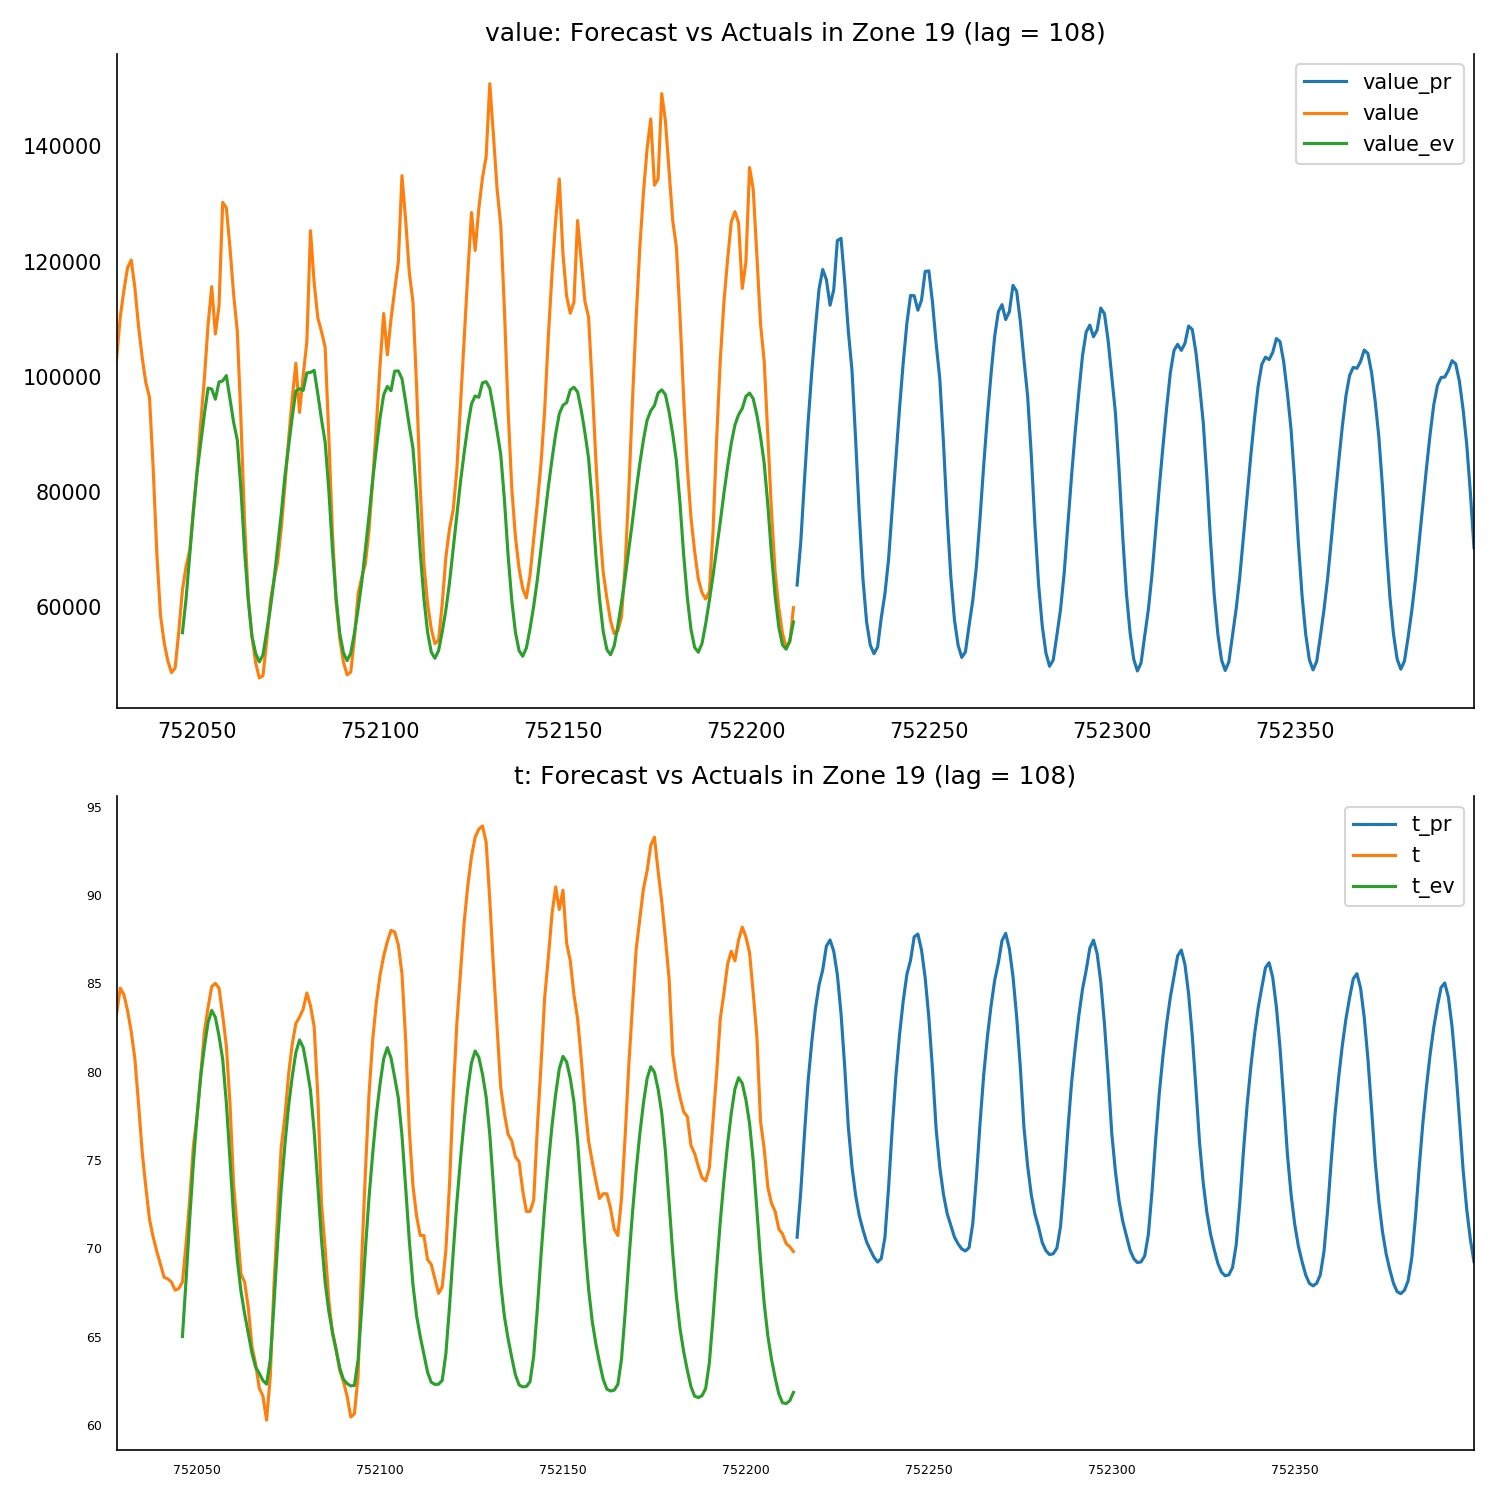 value: Forecast vs Actuals in Zone 19 (lag = 108)
value_pr
value
value_ev
140000
120000
100000
80000
60000
752050 752100 752150 752200 752250 752300 752350
t: Forecast vs Actuals in Zone 19 (lag = 108)
t_pr
t
t_ev
95
90
85
80
75
70
65
60
752050 752100 752150 752200 752250 752300 752350